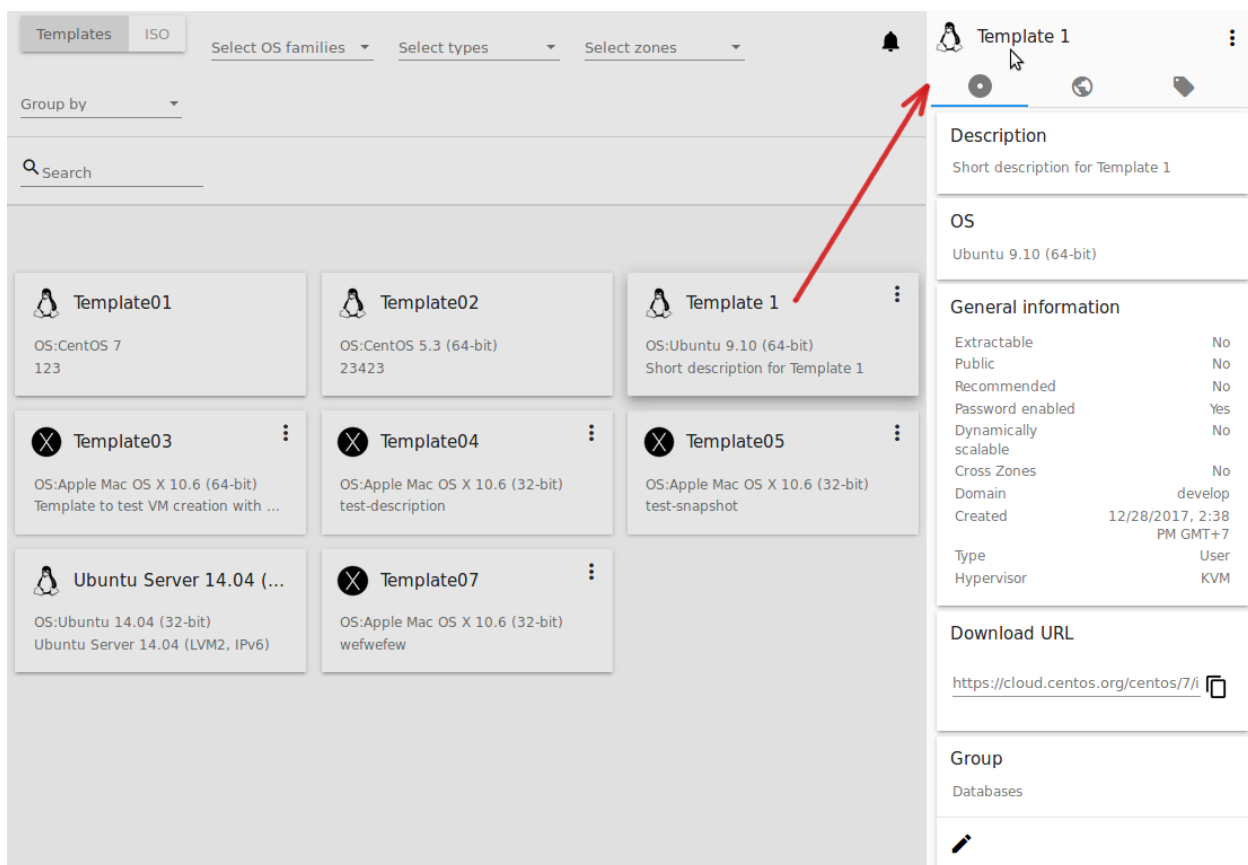 Templates
ISO
Select OS families
Select types
Select zones
Group by
Search
Template01
OS:CentOS 7
123
Template02
OS:CentOS 5.3 (64-bit)
23423
Template 1
OS:Ubuntu 9.10 (64-bit)
Short description for Template 1
Template03
OS:Apple Mac OS X 10.6 (64-bit)
Template to test VM creation with ...
Template04
OS:Apple Mac OS X 10.6 (32-bit)
test-description
Template05
OS:Apple Mac OS X 10.6 (32-bit)
test-snapshot
Ubuntu Server 14.04 (...
OS:Ubuntu 14.04 (32-bit)
Ubuntu Server 14.04 (LVM2, IPv6)
Template07
OS:Apple Mac OS X 10.6 (32-bit)
wefwefew
Template 1
Description
Short description for Template 1
OS
Ubuntu 9.10 (64-bit)
General information
Extractable No
Public No
Recommended No
Password enabled Yes
Dynamically No
scalable
Cross Zones No
Domain develop
Created 12/28/2017, 2:38
PM GMT+7
Type User
Hypervisor KVM
Download URL
https://cloud.centos.org/centos/7/i
Group
Databases